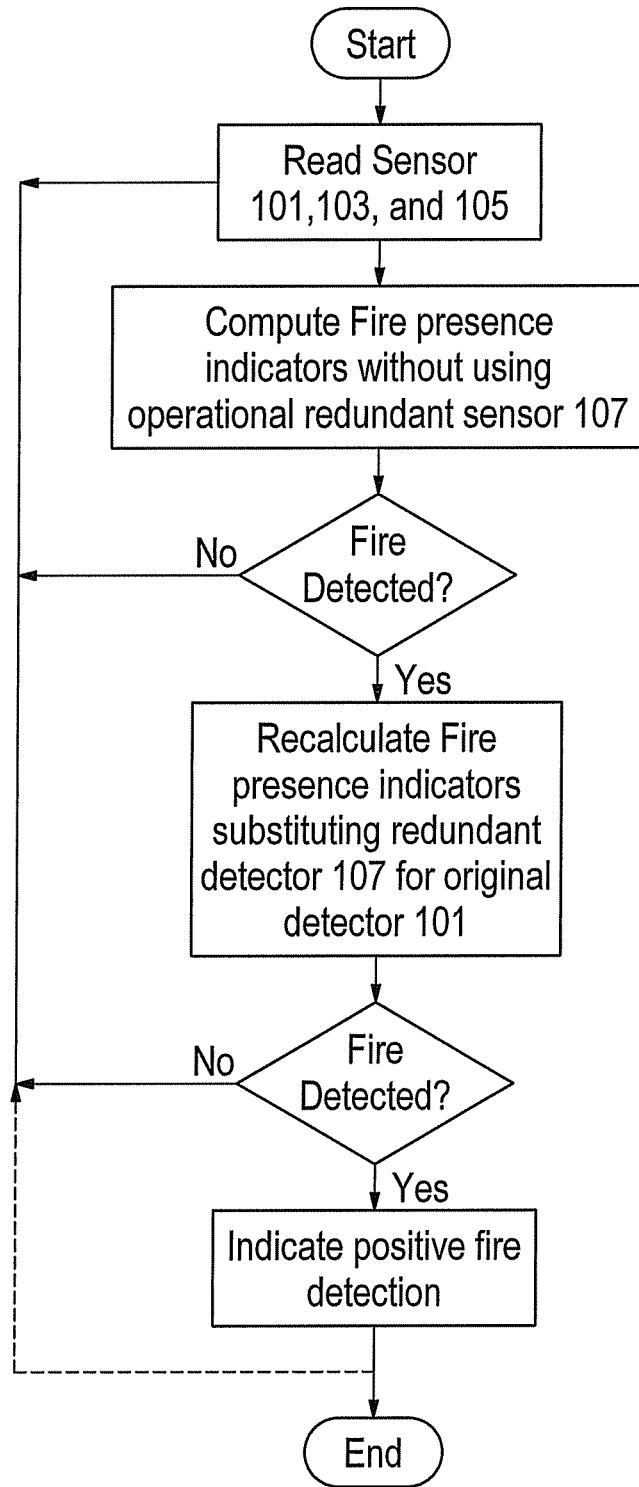 Start
Read Sensor
101,103, and 105
Compute Fire presence
indicators without using
operational redundant sensor 107
No
Fire
Detected?
Yes
Recalculate Fire
presence indicators
substituting redundant
detector 107 for original
detector 101
No
Fire
Detected?
Yes
Indicate positive fire
detection
End